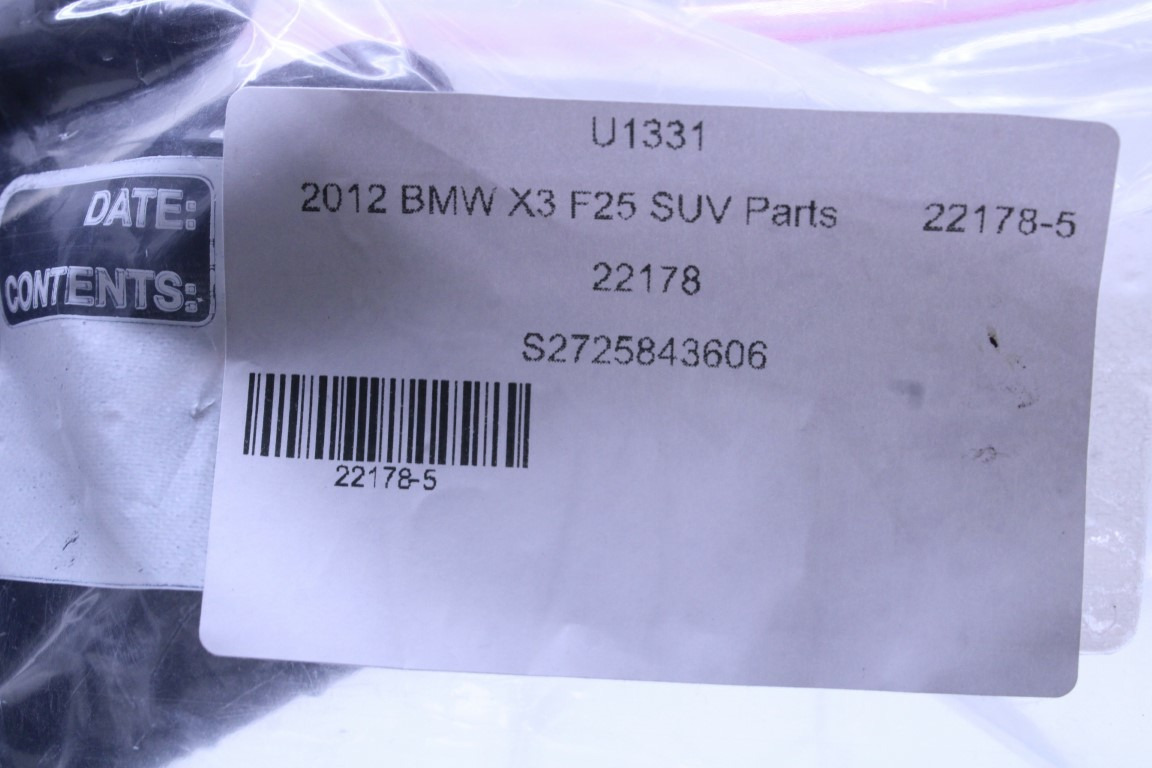 U1331
2012 BMW X3 F25 SUV Parts 22178-5
22178
S2725843606
22178-5
DATE:
CONTENTS: